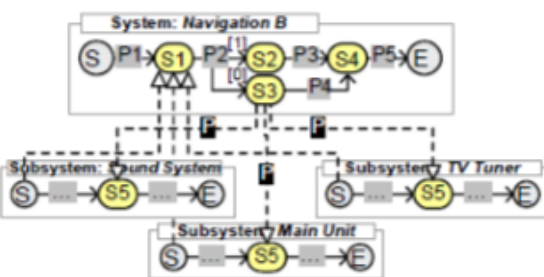 System: Navigation B
S P1 S1 P2 [1] S2 P3 S4 P5 E
[0] S3 P4
P P
P
Subsystem: Sound System
S ... S5 ... E
Subsystem: TV Tuner
S ... S5 ... E
Subsystem: Main Unit
S ... S5 ... E